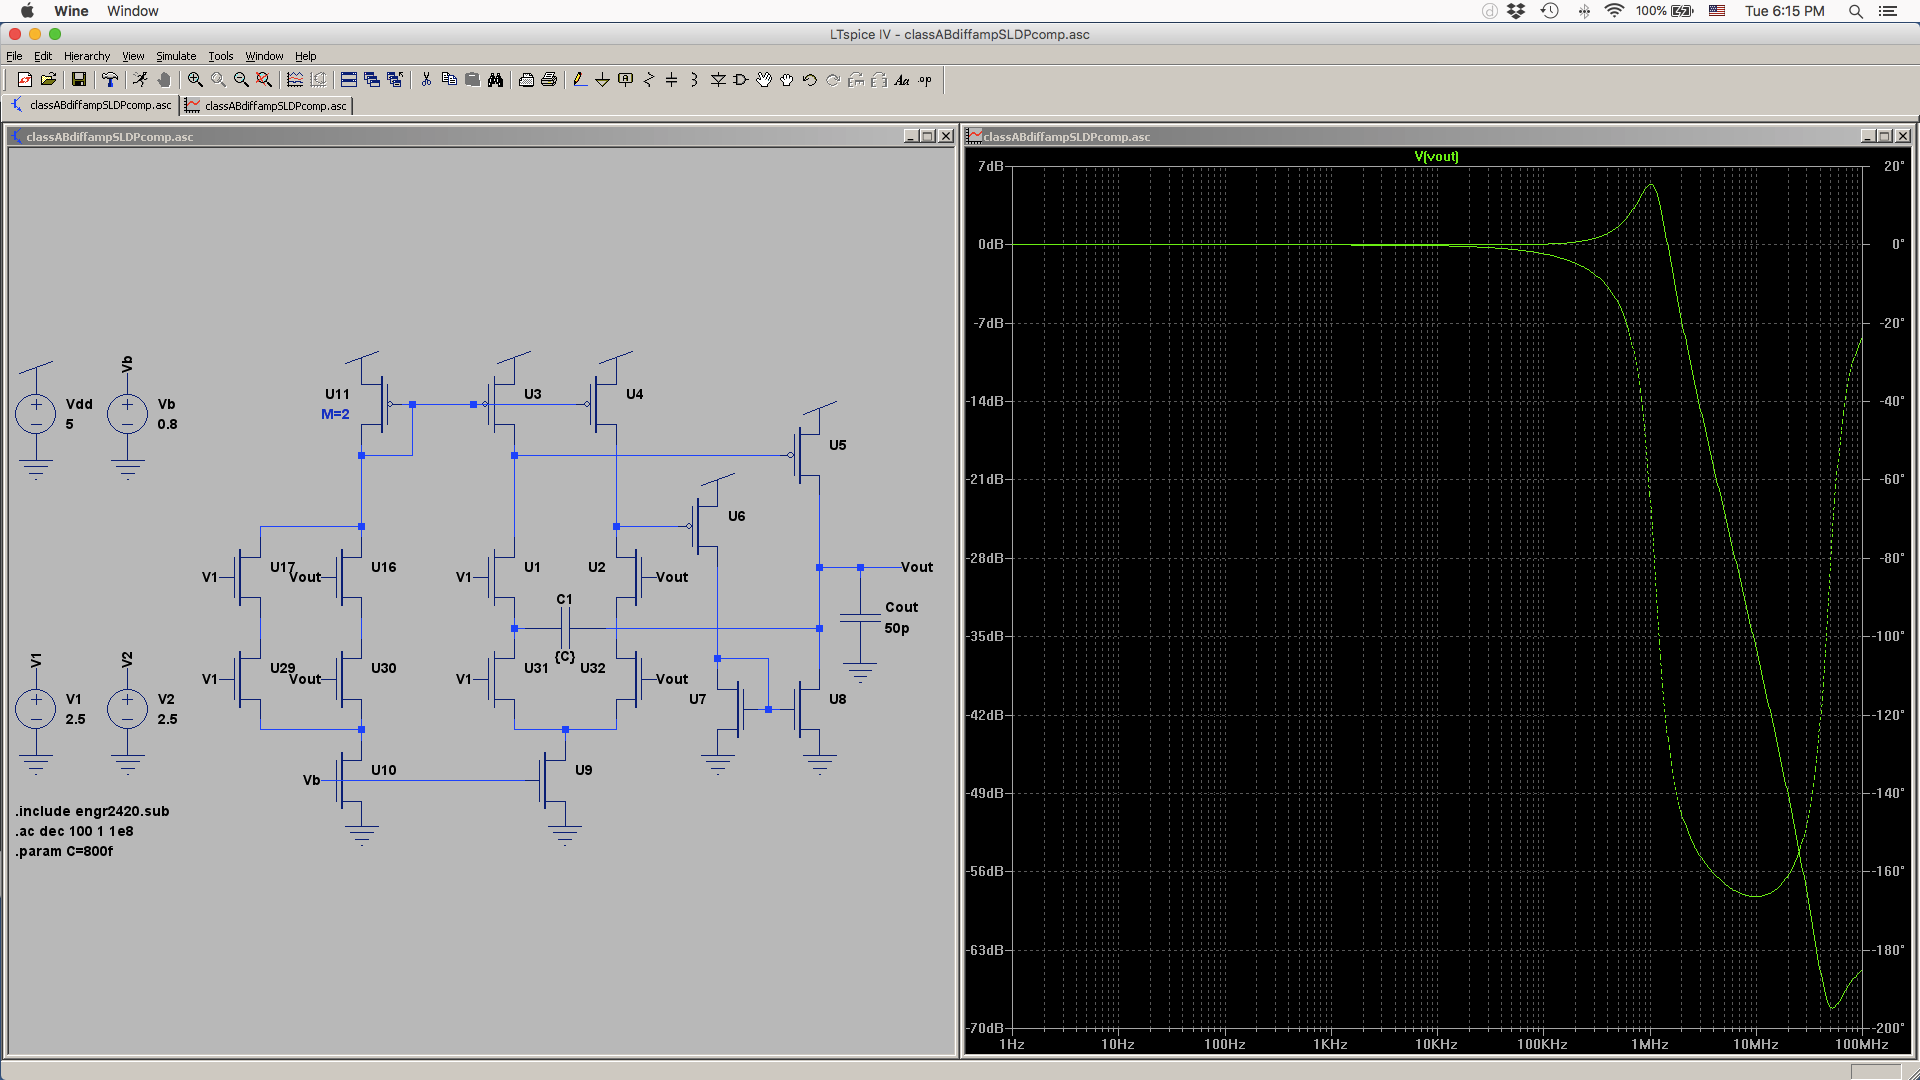 Wine Window
100% Tue 6:15 PM
LTspice IV - classABdiffampSLDPcomp.asc
File Edit Hierarchy View Simulate Tools Window Help
Aa .op
classABdiffampSLDPcomp.asc classABdiffampSLDPcomp.asc
classABdiffampSLDPcomp.asc
Vb
Vdd
5
Vb
0.8
U11
M=2
U3
U4
U5
U6
U17
V1
U16
Vout
U1
V1
U2
Vout
Vout
C1
{C}
Cout
50p
U29
V1
U30
Vout
U31
V1
U32
Vout
U7
U8
V1
V2
V1
2.5
V2
2.5
U10
Vb
U9
.include engr2420.sub
.ac dec 100 1 1e8
.param C=800f
classABdiffampSLDPcomp.asc
V(vout)
7dB 20°
0dB 0°
-7dB -20°
-14dB -40°
-21dB -60°
-28dB -80°
-35dB -100°
-42dB -120°
-49dB -140°
-56dB -160°
-63dB -180°
-70dB -200°
1Hz 10Hz 100Hz 1KHz 10KHz 100KHz 1MHz 10MHz 100MHz